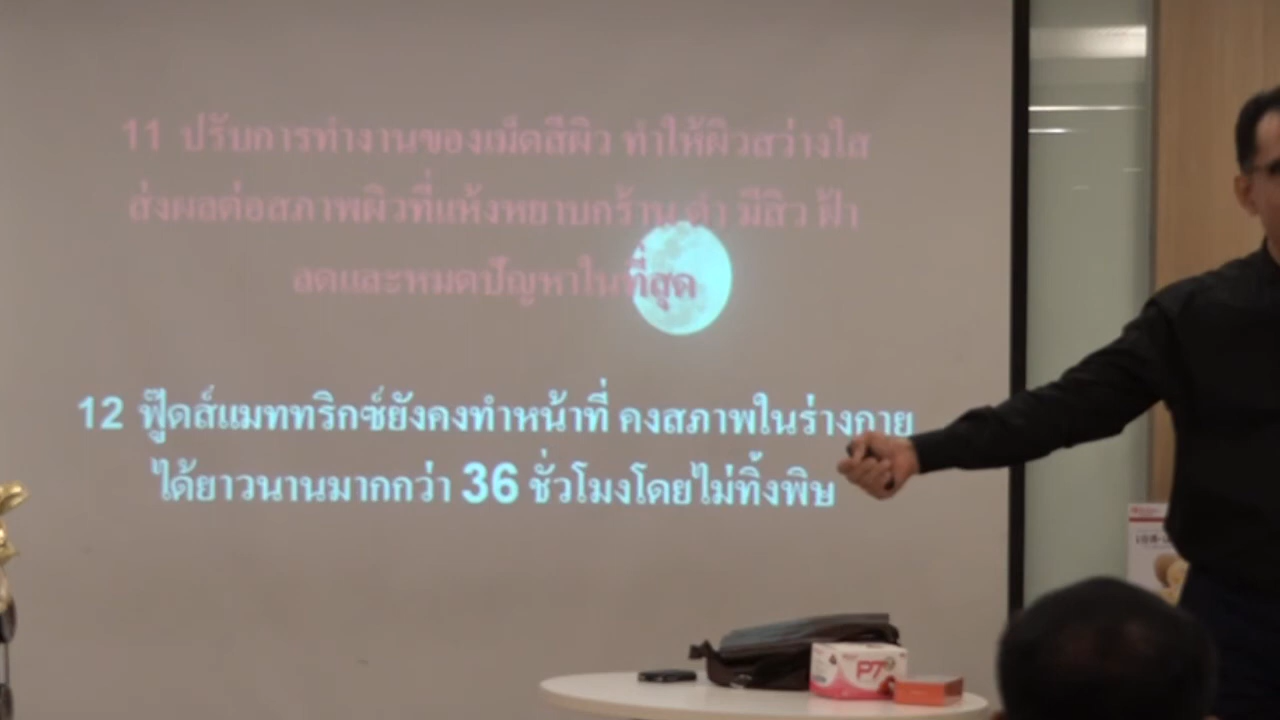 11 ปรับการทำงานของเม็ดสีผิว ทำให้ผิวสว่างใส
ส่งผลต่อสภาพผิวที่แห้งหยาบกร้าน ดำ มีสิว ฝ้า
ลดและหมดปัญหาในที่สุด
12 ฟู๊ดส์แมททริกซ์ยังคงทำหน้าที่ คงสภาพในร่างกาย
ได้ยาวนานมากกว่า 36 ชั่วโมงโดยไม่ทิ้งพิษ
P7